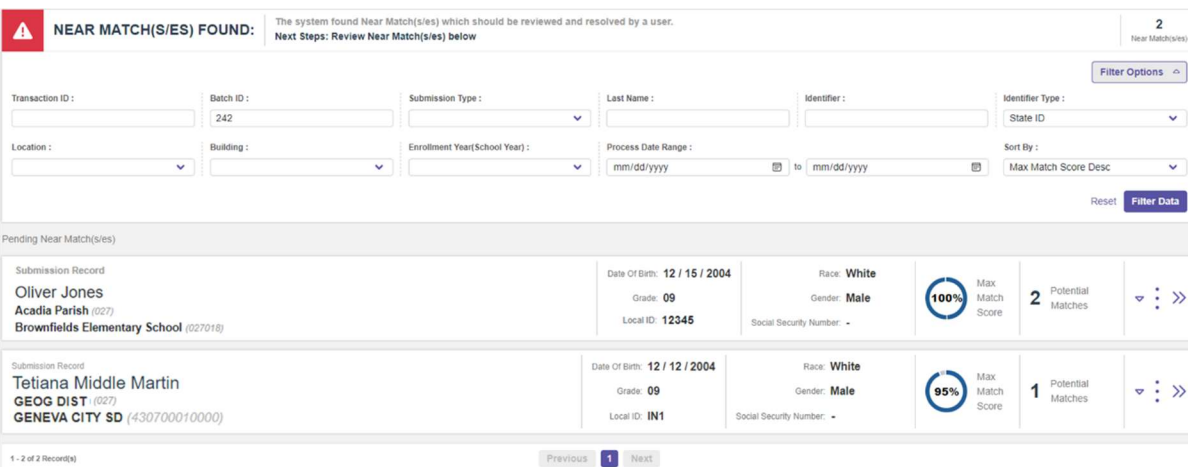 NEAR MATCH(S/ES) FOUND:
The system found Near Match(s/es) which should be reviewed and resolved by a user.
Next Steps: Review Near Match(s/es) below
2
Near Match(s/es)
Filter Options
Transaction ID :
Batch ID :
Submission Type :
Last Name :
Identifier :
Identifier Type :
242
State ID
Location :
Building :
Enrollment Year(School Year) :
Process Date Range :
Sort By :
mm/dd/yyyy to mm/dd/yyyy
Max Match Score Desc
Reset Filter Data
Pending Near Match(s/es)
Submission Record
Oliver Jones
Acadia Parish (027)
Brownfields Elementary School (027018)
Date Of Birth: 12 / 15 / 2004
Grade: 09
Local ID: 12345
Race: White
Gender: Male
Social Security Number: -
100%
Max
Match
Score
2
Potential
Matches
Submission Record
Tetiana Middle Martin
GEOG DIST (027)
GENEVA CITY SD (430700010000)
Date Of Birth: 12 / 12 / 2004
Grade: 09
Local ID: IN1
Race: White
Gender: Male
Social Security Number: -
95%
Max
Match
Score
1
Potential
Matches
1 - 2 of 2 Record(s)
Previous 1 Next